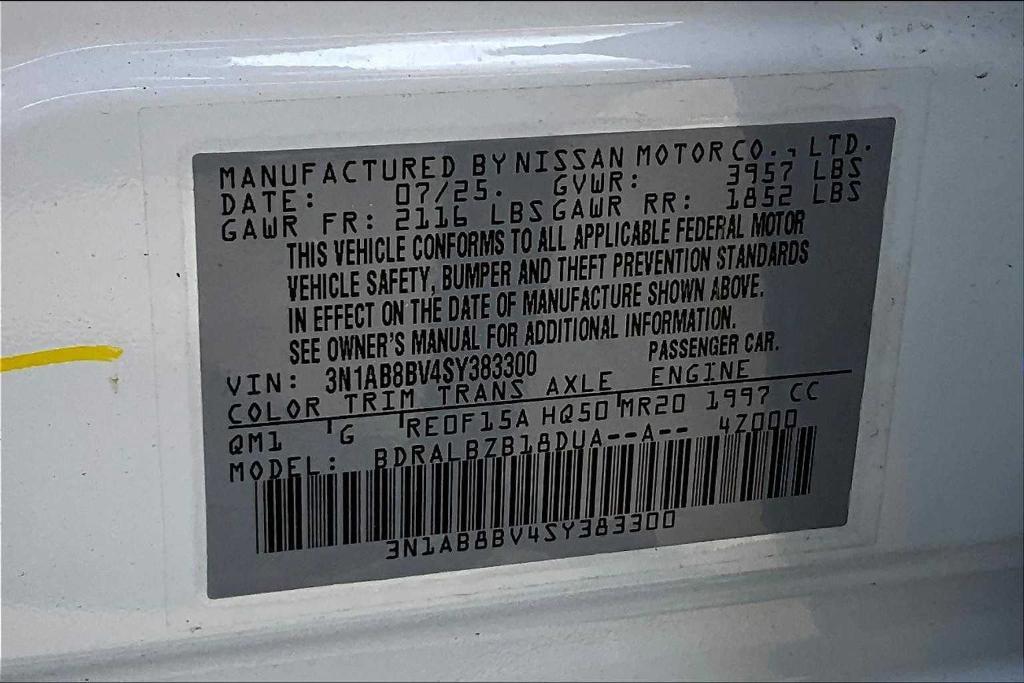 MANUFACTURED BY NISSAN MOTOR CO., LTD.
DATE: 07/25. GVWR: 3957 LBS
GAWR FR: 2116 LBS GAWR RR: 1852 LBS
THIS VEHICLE CONFORMS TO ALL APPLICABLE FEDERAL MOTOR
VEHICLE SAFETY, BUMPER AND THEFT PREVENTION STANDARDS
IN EFFECT ON THE DATE OF MANUFACTURE SHOWN ABOVE.
SEE OWNER'S MANUAL FOR ADDITIONAL INFORMATION.
VIN: 3N1AB8BV4SY383300 PASSENGER CAR.
COLOR TRIM TRANS AXLE ENGINE
QM1 G RE0F15A HQ50 MR20 1997 CC
MODEL: BDRALBZB18DUA--A-- 4Z000
3N1AB8BV4SY383300